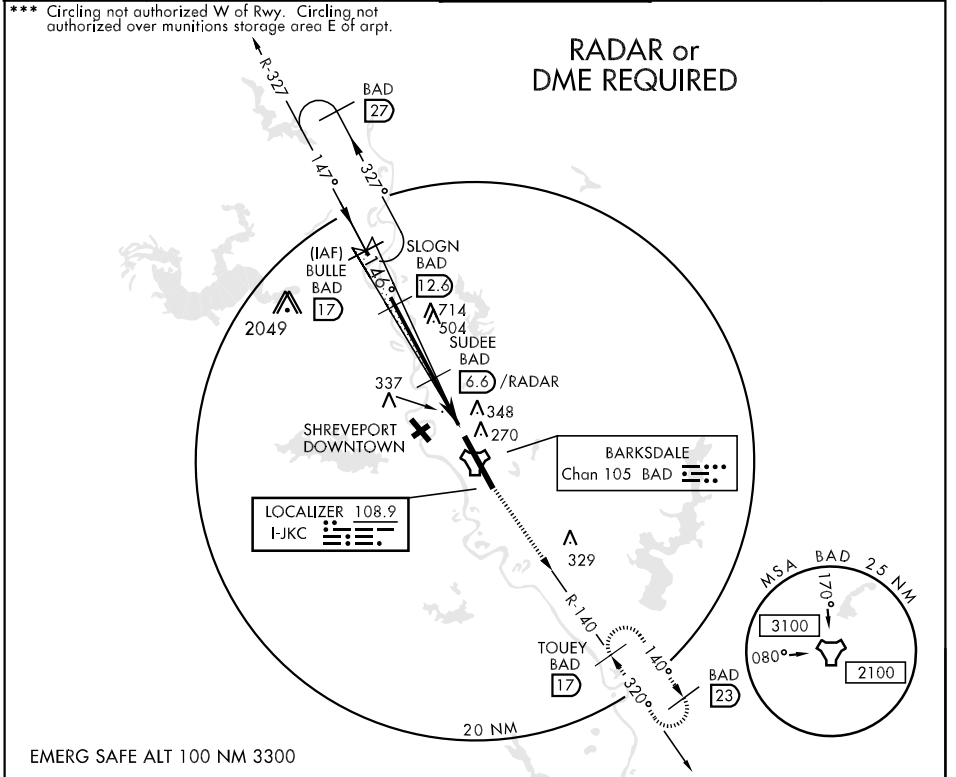 *** Circling not authorized W of Rwy. Circling not
authorized over munitions storage area E of arpt.
RADAR or
DME REQUIRED
R-327
BAD
27
147°
327°
(IAF)
BULLE
BAD
17
146°
SLOGN
BAD
12.6
2049
714
504
SUDEE
BAD
6.6 /RADAR
337
348
270
SHREVEPORT
DOWNTOWN
BARKSDALE
Chan 105 BAD
LOCALIZER 108.9
I-JKC
329
R-140
TOUEY
BAD
17
140°
320°
BAD
23
20 NM
MSA BAD 25 NM
170°
3100
080°
2100
EMERG SAFE ALT 100 NM 3300